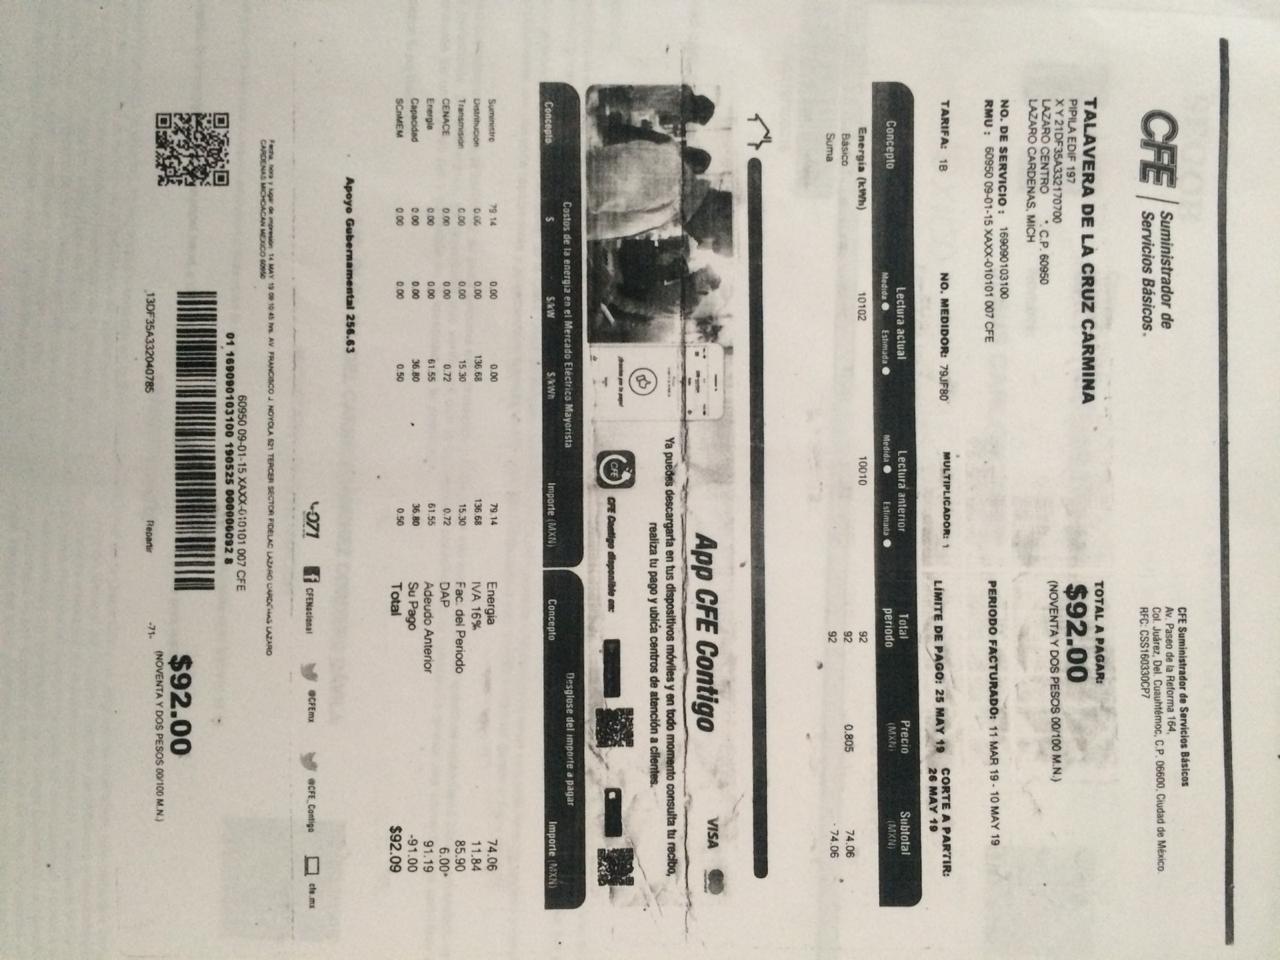 CFE
Suministrador de
Servicios Básicos.
CFE Suministrador de Servicios Básicos
Av. Paseo de la Reforma 164,
Col. Juárez, Del. Cuauhtémoc, C.P. 06600, Ciudad de México.
RFC: CSS160330CP7
TALAVERA DE LA CRUZ CARMINA
PIPILA EDIF 197
X Y 21DF35A332170700
LAZARO CENTRO * C.P. 60950
LAZARO CARDENAS, MICH
TOTAL A PAGAR:
$92.00
(NOVENTA Y DOS PESOS 00/100 M.N.)
NO. DE SERVICIO : 169090103100
RMU : 60950 09-01-15 XAXX-010101 007 CFE
PERIODO FACTURADO: 11 MAR 19 - 10 MAY 19
TARIFA: 1B NO. MEDIDOR: 79JF80 MULTIPLICADOR: 1 LÍMITE DE PAGO: 25 MAY 19 CORTE A PARTIR:
26 MAY 19
Concepto Lectura actual Lectura anterior Total periodo Precio (MXN) Subtotal (MXN)
Medida Estimada Medida Estimada
Energía (kWh) 10102 10010 92
Básico 92 0.805 74.06
Suma 92 74.06
App CFE Contigo
VISA
Ya puedes descargarla en tus dispositivos móviles y en todo momento consulta tu recibo,
realiza tu pago y ubica centros de atención a clientes.
CFE
CFE Contigo disponible en:
Costos de la energía en el Mercado Eléctrico Mayorista
Concepto $ $/kW $/kWh Importe (MXN)
Suministro 79.14 0.00 0.00 79.14
Distribución 0.00 0.00 136.68 136.68
Transmisión 0.00 0.00 15.30 15.30
CENACE 0.00 0.00 0.72 0.72
Energía 0.00 0.00 61.55 61.55
Capacidad 0.00 0.00 36.80 36.80
SCnMEM 0.00 0.00 0.50 0.50
Desglose del importe a pagar
Concepto Importe (MXN)
Energía 74.06
IVA 16% 11.84
Fac. del Periodo 85.90
DAP 6.00*
Adeudo Anterior 91.19
Su Pago -91.00
Total $92.09
Apoyo Gubernamental 256.63
071 CFENacional @CFEmx @CFE_Contigo cfe.mx
Fecha, hora y lugar de impresión: 14 MAY 19 09:10:45 hrs. AV. FRANCISCO J. NOYOLA 521 TERCER SECTOR FIDELAC LAZARO CARDENAS LAZARO
CARDENAS MICHOACAN MEXICO 60950
60950 09-01-15 XAXX-010101 007 CFE
01 169090103100 190525 000000092 8
13DF35A332040785 Repartir -71-
$92.00
(NOVENTA Y DOS PESOS 00/100 M.N.)